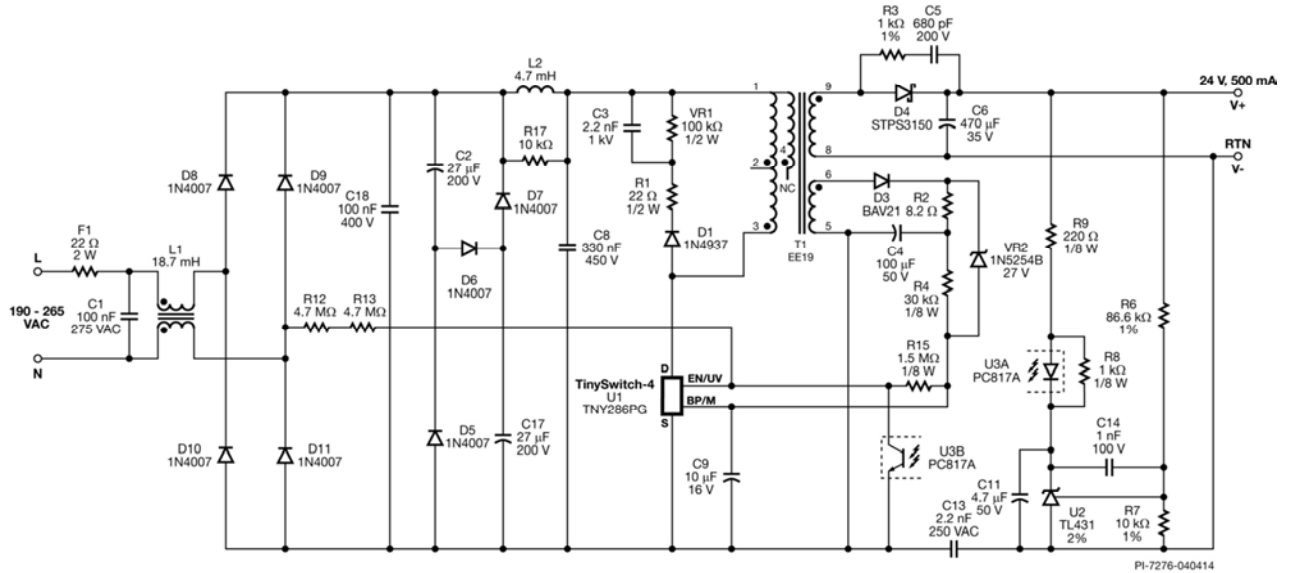 R3
1 kΩ
1%
C5
680 pF
200 V
L2
4.7 mH
1
9
24 V, 500 mA
V+
D4
STPS3150
C6
470 µF
35 V
C3
2.2 nF
1 kV
VR1
100 kΩ
1/2 W
R17
10 kΩ
C2
27 µF
200 V
4
2
NC
8
RTN
V-
D8
1N4007
D9
1N4007
C18
100 nF
400 V
D7
1N4007
R1
22 Ω
1/2 W
6
D3
BAV21
R2
8.2 Ω
3
5
D1
1N4937
T1
EE19
C4
100 µF
50 V
VR2
1N5254B
27 V
R9
220 Ω
1/8 W
F1
22 Ω
2 W
L1
18.7 mH
L
190 - 265
VAC
N
C1
100 nF
275 VAC
D6
1N4007
C8
330 nF
450 V
R4
30 kΩ
1/8 W
R12
4.7 MΩ
R13
4.7 MΩ
R6
86.6 kΩ
1%
R15
1.5 MΩ
1/8 W
U3A
PC817A
R8
1 kΩ
1/8 W
TinySwitch-4
U1
TNY286PG
D
S
EN/UV
BP/M
D10
1N4007
D11
1N4007
D5
1N4007
C17
27 µF
200 V
C9
10 µF
16 V
U3B
PC817A
C14
1 nF
100 V
C13
2.2 nF
250 VAC
C11
4.7 µF
50 V
U2
TL431
2%
R7
10 kΩ
1%
PI-7276-040414